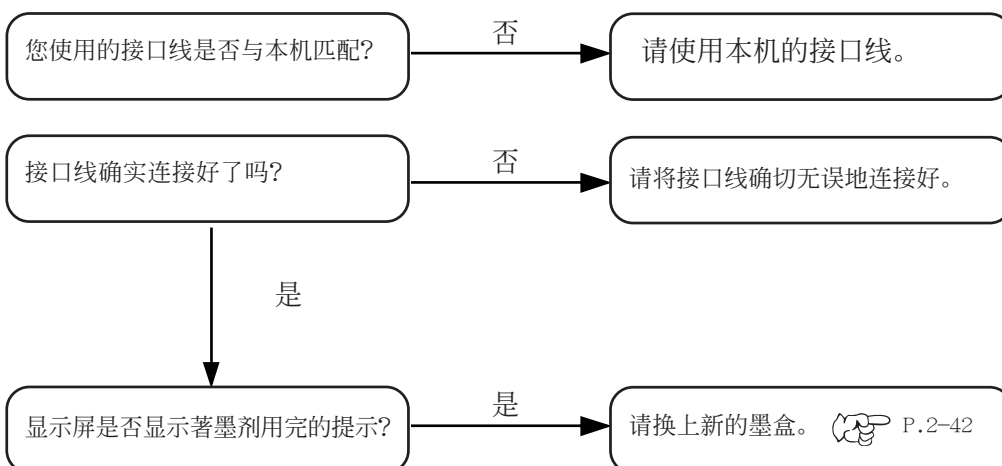 您使用的接口线是否与本机匹配?
否
请使用本机的接口线。
接口线确实连接好了吗?
否
请将接口线确切无误地连接好。
是
显示屏是否显示著墨剂用完的提示?
是
请换上新的墨盒。 P.2-42